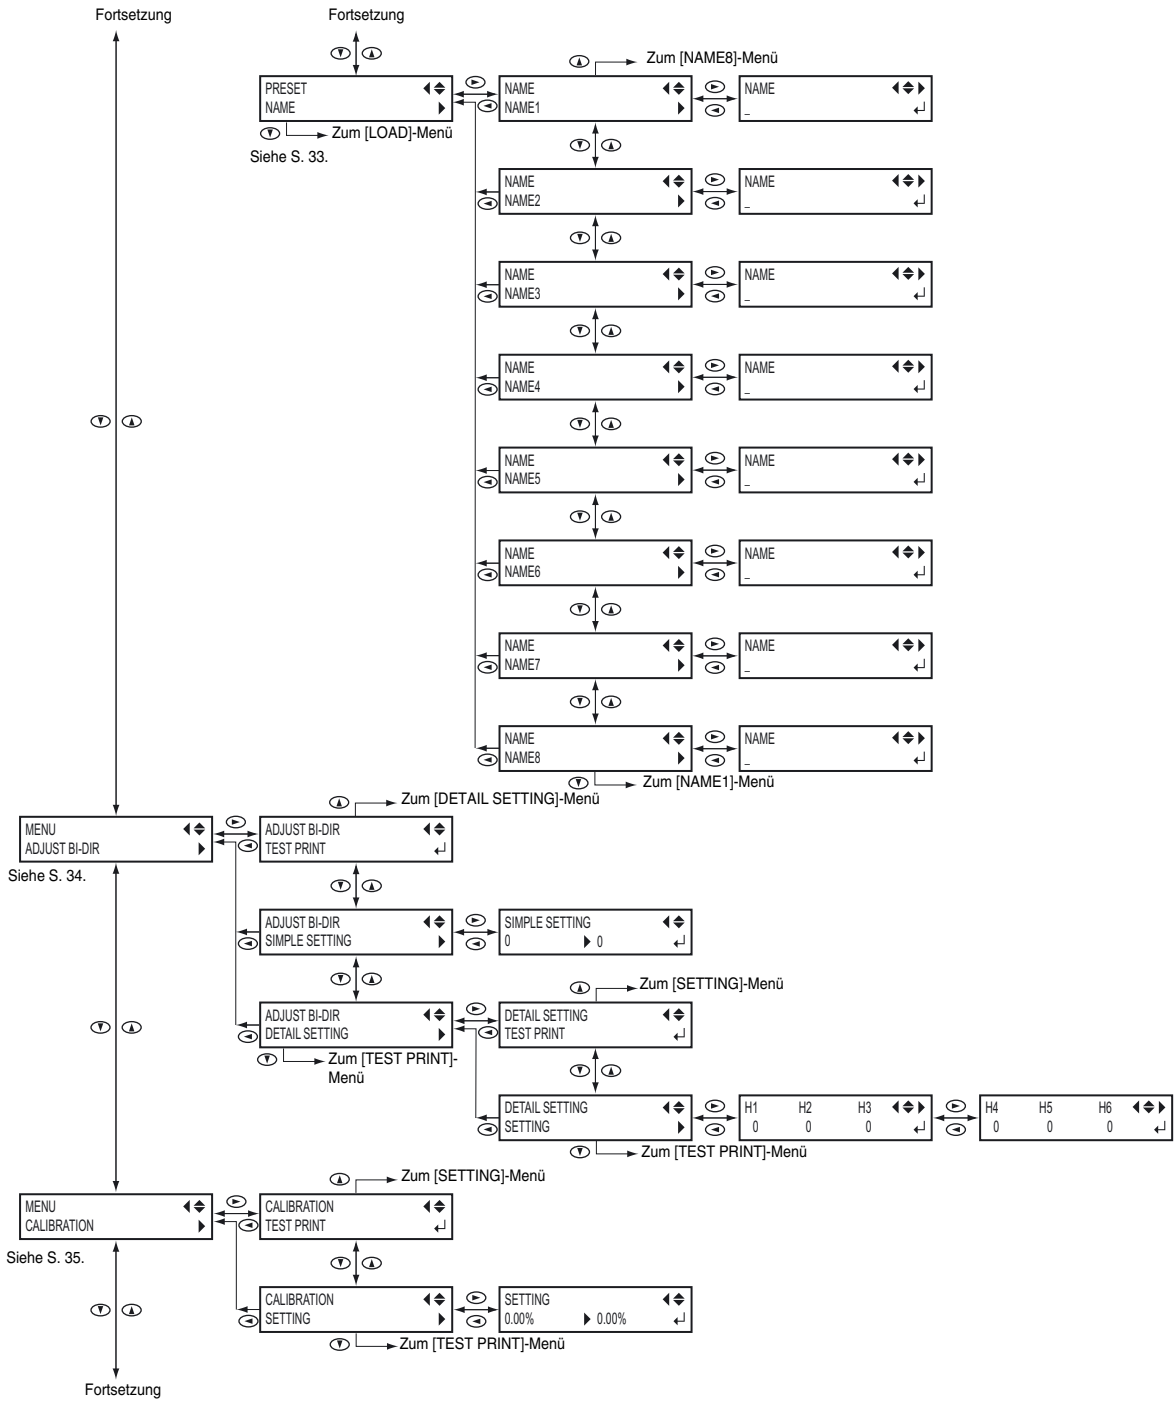 Fortsetzung
Fortsetzung
Zum [NAME8]-Menü
PRESET
NAME
NAME
NAME1
NAME
_
Zum [LOAD]-Menü
Siehe S. 33.
NAME
NAME2
NAME
_
NAME
NAME3
NAME
_
NAME
NAME4
NAME
_
NAME
NAME5
NAME
_
NAME
NAME6
NAME
_
NAME
NAME7
NAME
_
NAME
NAME8
NAME
_
Zum [NAME1]-Menü
Zum [DETAIL SETTING]-Menü
MENU
ADJUST BI-DIR
Siehe S. 34.
ADJUST BI-DIR
TEST PRINT
ADJUST BI-DIR
SIMPLE SETTING
SIMPLE SETTING
0 0
Zum [SETTING]-Menü
ADJUST BI-DIR
DETAIL SETTING
DETAIL SETTING
TEST PRINT
Zum [TEST PRINT]-
Menü
DETAIL SETTING
SETTING
H1 H2 H3
0 0 0
H4 H5 H6
0 0 0
Zum [TEST PRINT]-Menü
Zum [SETTING]-Menü
MENU
CALIBRATION
Siehe S. 35.
CALIBRATION
TEST PRINT
CALIBRATION
SETTING
SETTING
0.00% 0.00%
Zum [TEST PRINT]-Menü
Fortsetzung